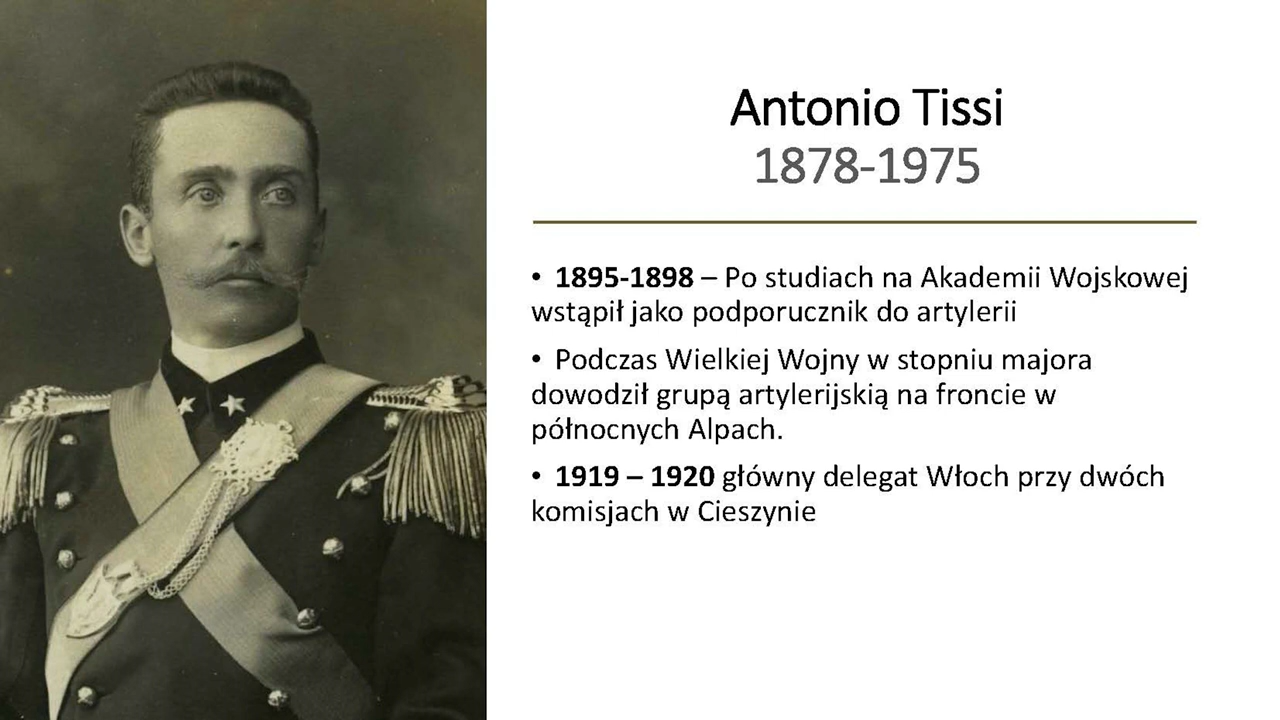 Antonio Tissi
1878-1975
• 1895-1898 – Po studiach na Akademii Wojskowej
wstąpił jako podporucznik do artylerii
• Podczas Wielkiej Wojny w stopniu majora
dowodził grupą artylerijskią na froncie w
północnych Alpach.
• 1919 – 1920 główny delegat Włoch przy dwóch
komisjach w Cieszynie